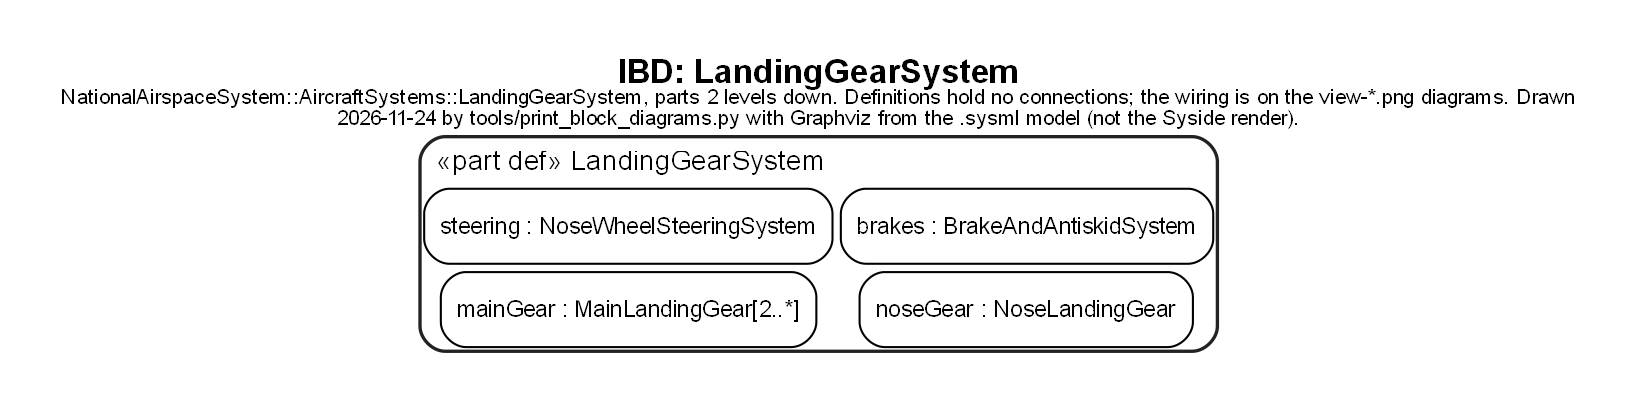 IBD: LandingGearSystem
NationalAirspaceSystem::AircraftSystems::LandingGearSystem, parts 2 levels down. Definitions hold no connections; the wiring is on the view-*.png diagrams. Drawn
2026-11-24 by tools/print_block_diagrams.py with Graphviz from the .sysml model (not the Syside render).
«part def» LandingGearSystem
steering : NoseWheelSteeringSystem
brakes : BrakeAndAntiskidSystem
mainGear : MainLandingGear[2..*]
noseGear : NoseLandingGear